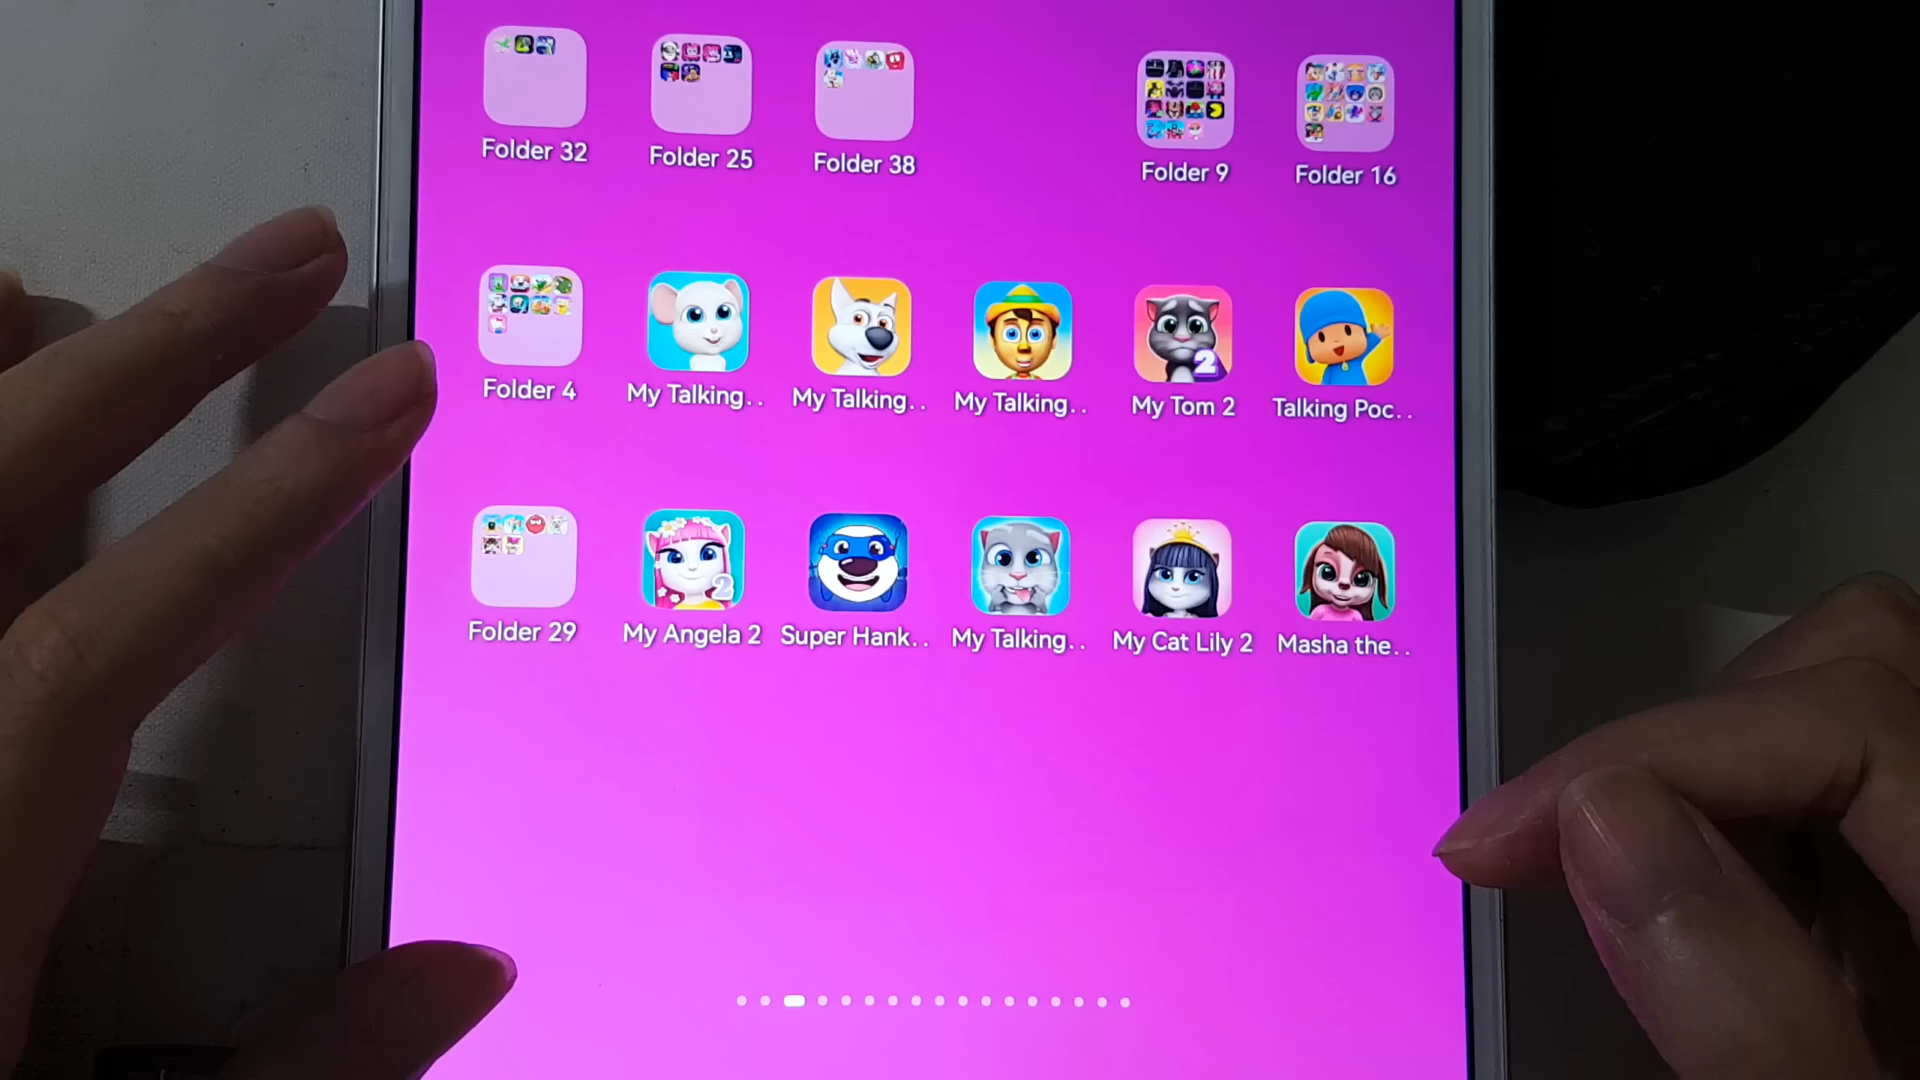 Folder 32
Folder 25
Folder 38
Folder 9
Folder 16
Folder 4
My Talking..
My Talking..
My Talking..
2
My Tom 2
Talking Poc..
Folder 29
2
My Angela 2
Super Hank..
My Talking..
My Cat Lily 2
Masha the..